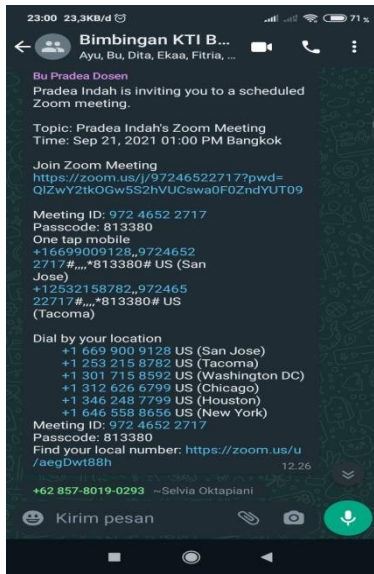 23:00 23,3KB/d
71%
Bimbingan KTI B...
Ayu, Bu, Dita, Ekaa, Fitria, ...
Bu Pradea Dosen
Pradea Indah is inviting you to a scheduled
Zoom meeting.
Topic: Pradea Indah's Zoom Meeting
Time: Sep 21, 2021 01:00 PM Bangkok
Join Zoom Meeting
https://zoom.us/j/97246522717?pwd=
QlZwY2tkOGw5S2hVUCswa0F0ZndYUT09
Meeting ID: 972 4652 2717
Passcode: 813380
One tap mobile
+16699009128,,9724652
2717#,,,,*813380# US (San
Jose)
+12532158782,,972465
22717#,,,,*813380# US
(Tacoma)
Dial by your location
+1 669 900 9128 US (San Jose)
+1 253 215 8782 US (Tacoma)
+1 301 715 8592 US (Washington DC)
+1 312 626 6799 US (Chicago)
+1 346 248 7799 US (Houston)
+1 646 558 8656 US (New York)
Meeting ID: 972 4652 2717
Passcode: 813380
Find your local number: https://zoom.us/u
/aegDwt88h
12.26
+62 857-8019-0293 ~Selvia Oktapiani
Kirim pesan